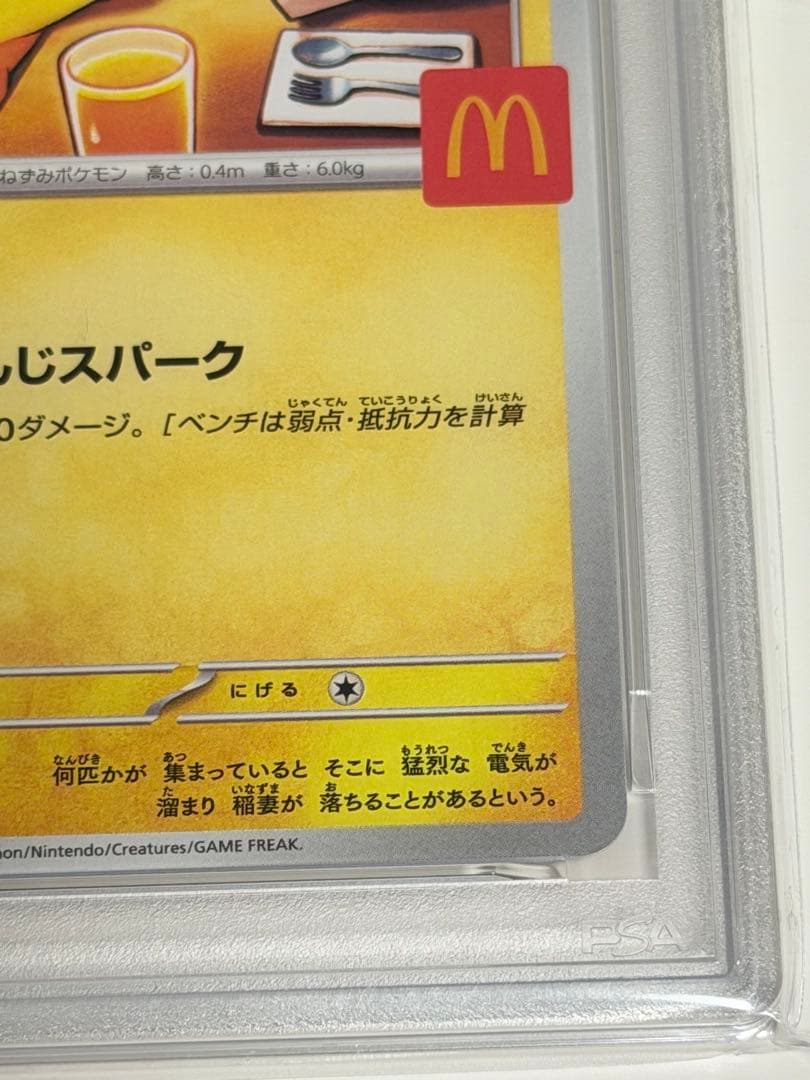 ねずみポケモン 高さ:0.4m 重さ:6.0kg
んじスパーク
じゃくてん ていこうりょく けいさん
0ダメージ。[ベンチは弱点・抵抗力を計算
にげる
なんびき あつ もうれつ でんき
何匹かが 集まっていると そこに 猛烈な 電気が
た いなずま お
溜まり 稲妻が 落ちることがあるという。
on/Nintendo/Creatures/GAME FREAK.
PSA